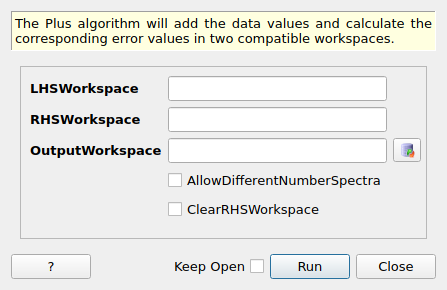 The Plus algorithm will add the data values and calculate the
corresponding error values in two compatible workspaces.
LHSWorkspace
RHSWorkspace
OutputWorkspace
AllowDifferentNumberSpectra
ClearRHSWorkspace
? Keep Open Run Close